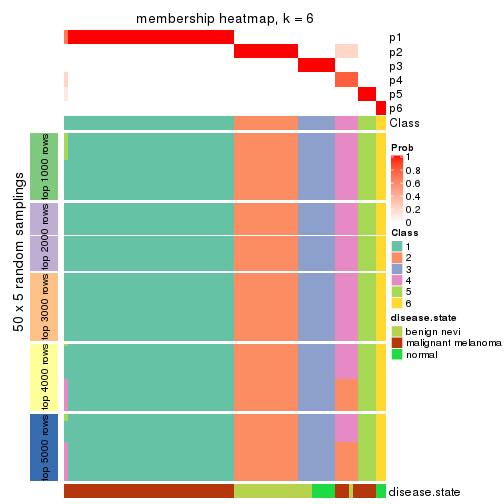 membership heatmap, k = 6
p1
p2
p3
p4
p5
p6
Class
50 x 5 random samplings
top 1000 rows
top 2000 rows
top 3000 rows
top 4000 rows
top 5000 rows
disease.state
Prob
1
0.8
0.6
0.4
0.2
0
Class
1
2
3
4
5
6
disease.state
benign nevi
malignant melanoma
normal